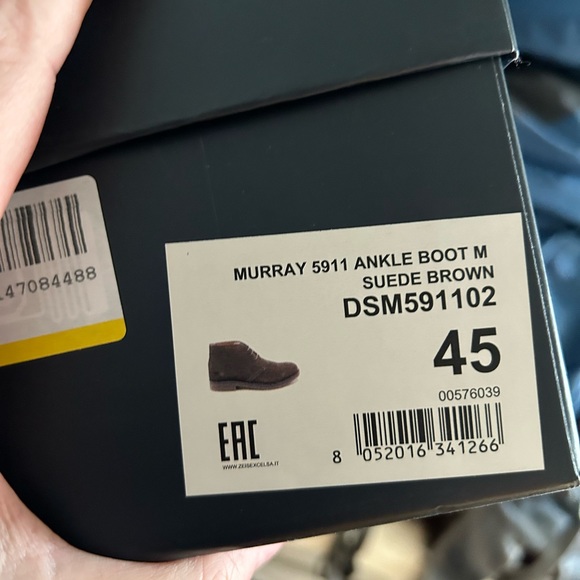 47084488
MURRAY 5911 ANKLE BOOT M
SUEDE BROWN
DSM591102
45
00576039
EAC
WWW.ZEISEXCELSA.IT
8 052016 341266